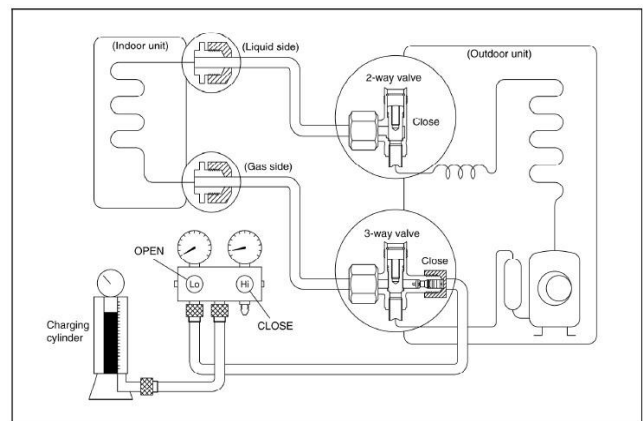 (Indoor unit)
(Liquid side)
(Outdoor unit)
2-way valve
Close
(Gas side)
3-way valve
Close
OPEN
Lo
Hi
CLOSE
Charging
cylinder